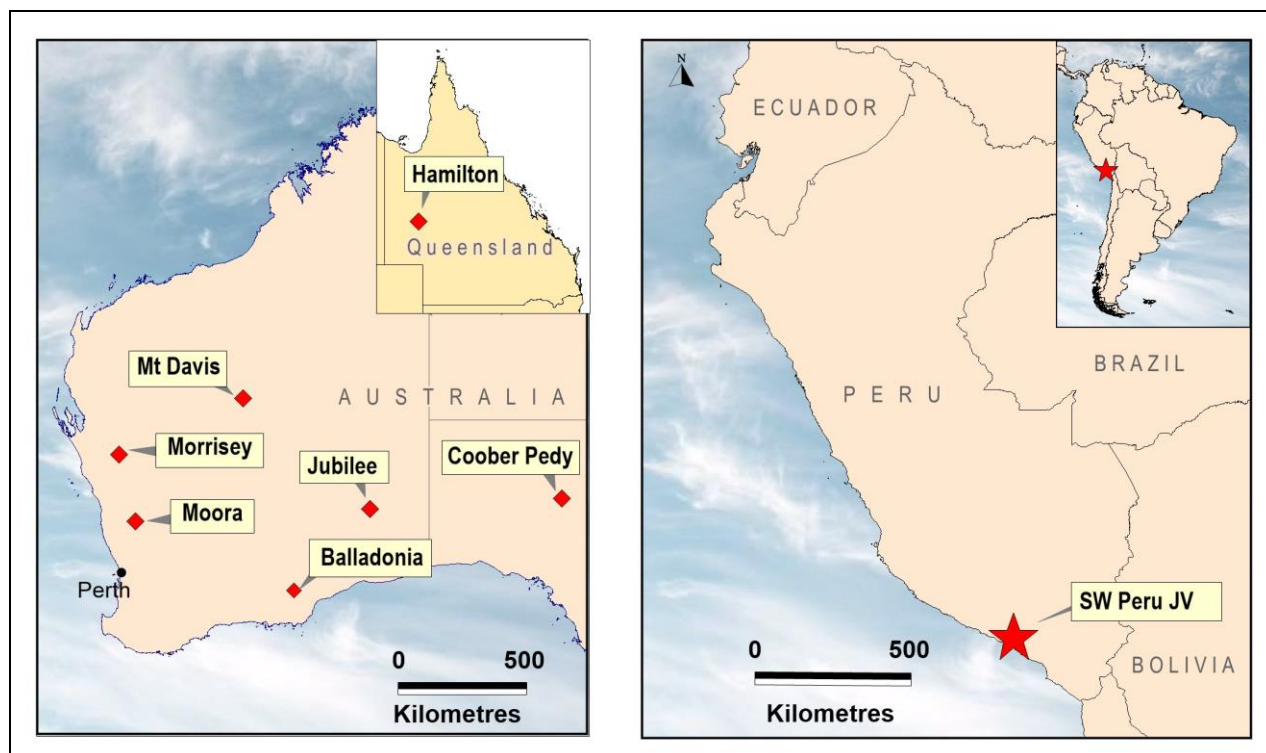 Hamilton
Queensland
Mt Davis
AUSTRALIA
Morrisey
Jubilee
Coober Pedy
Moora
Balladonia
Perth
0 500
Kilometres
N
ECUADOR
PERU
BRAZIL
SW Peru JV
BOLIVIA
0 500
Kilometres